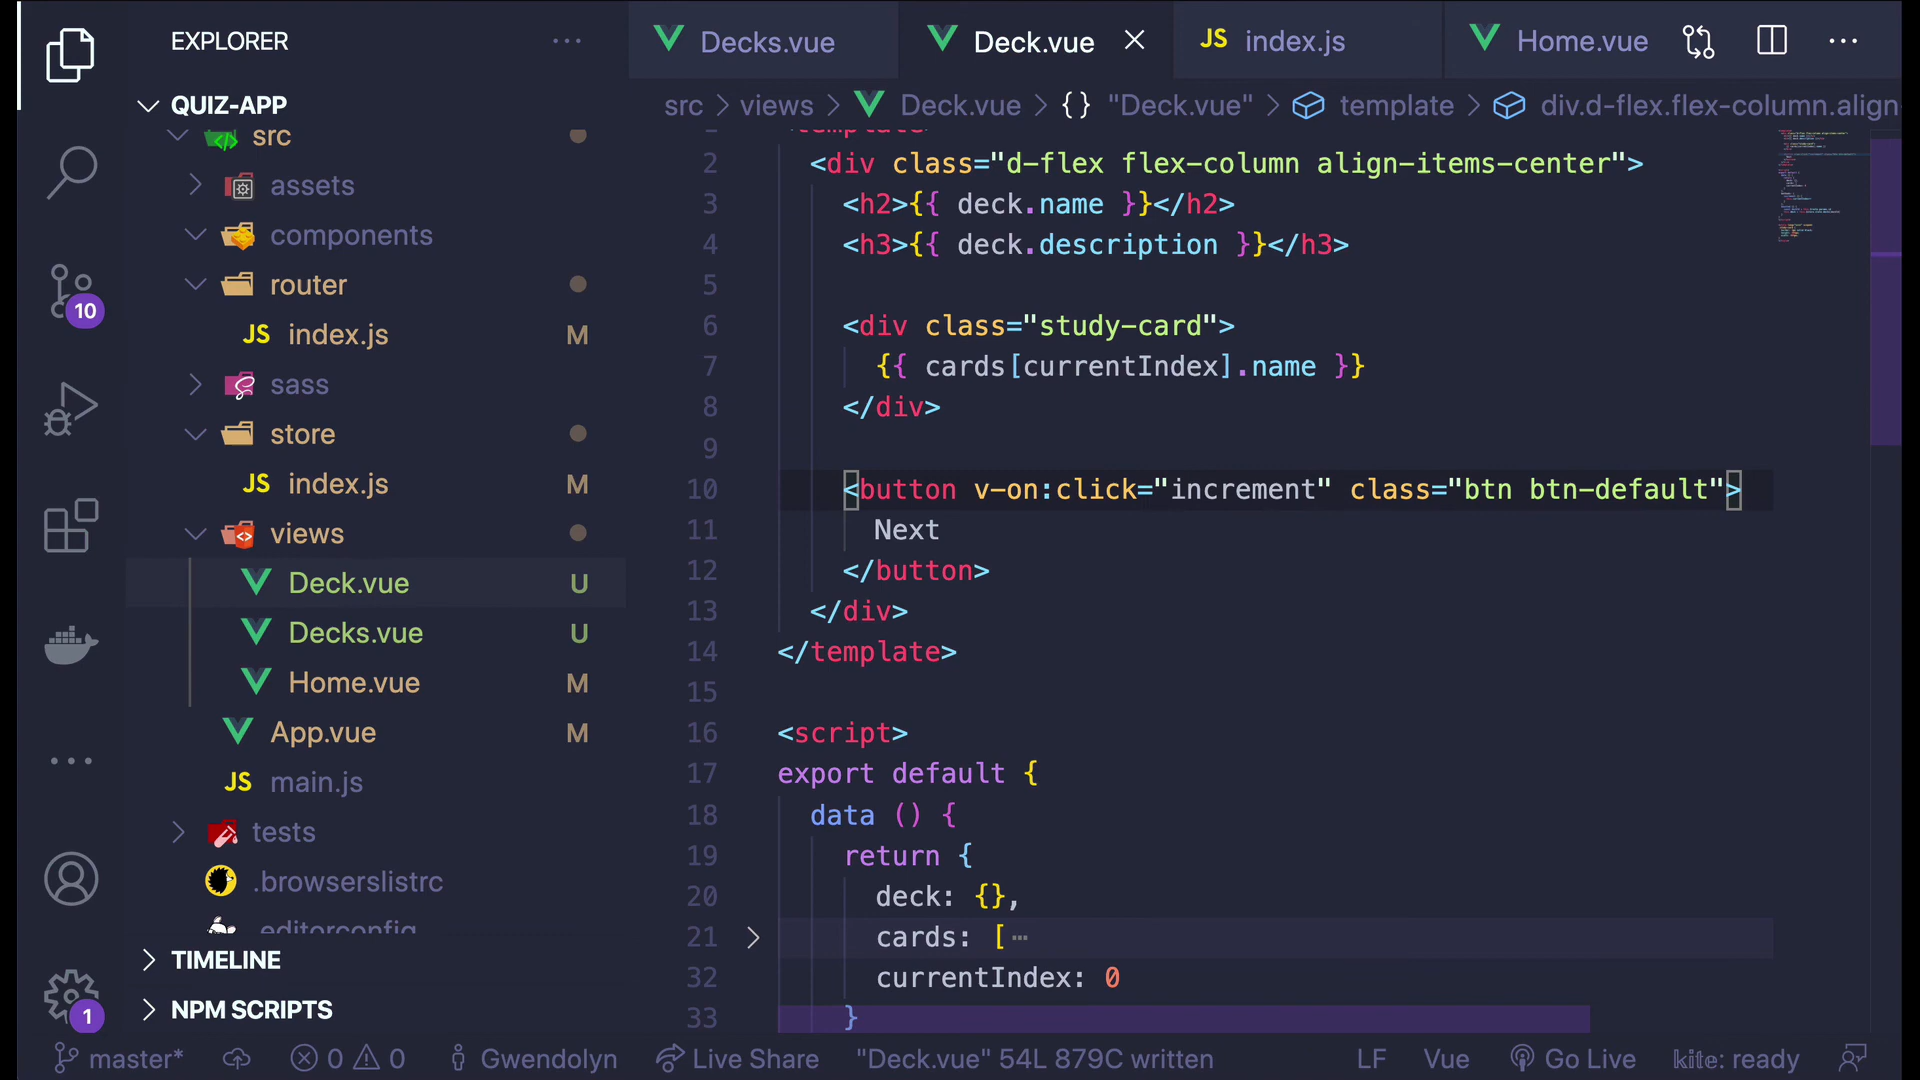 EXPLORER
QUIZ-APP
src
assets
components
router
JS index.js M
sass
store
JS index.js M
views
Deck.vue U
Decks.vue U
Home.vue M
App.vue M
JS main.js
tests
.browserslistrc
.editorconfig
TIMELINE
NPM SCRIPTS
10
1
Decks.vue
Deck.vue
JS index.js
Home.vue
src > views > Deck.vue > {} "Deck.vue" > template > div.d-flex.flex-column.align-
<template>
2 <div class="d-flex flex-column align-items-center">
3 <h2>{{ deck.name }}</h2>
4 <h3>{{ deck.description }}</h3>
5
6 <div class="study-card">
7 {{ cards[currentIndex].name }}
8 </div>
9
10 <button v-on:click="increment" class="btn btn-default">
11 Next
12 </button>
13 </div>
14 </template>
15
16 <script>
17 export default {
18 data () {
19 return {
20 deck: {},
21 cards: [ ⋯
32 currentIndex: 0
33 }
master* 0 0 Gwendolyn Live Share "Deck.vue" 54L 879C written LF Vue Go Live kite: ready